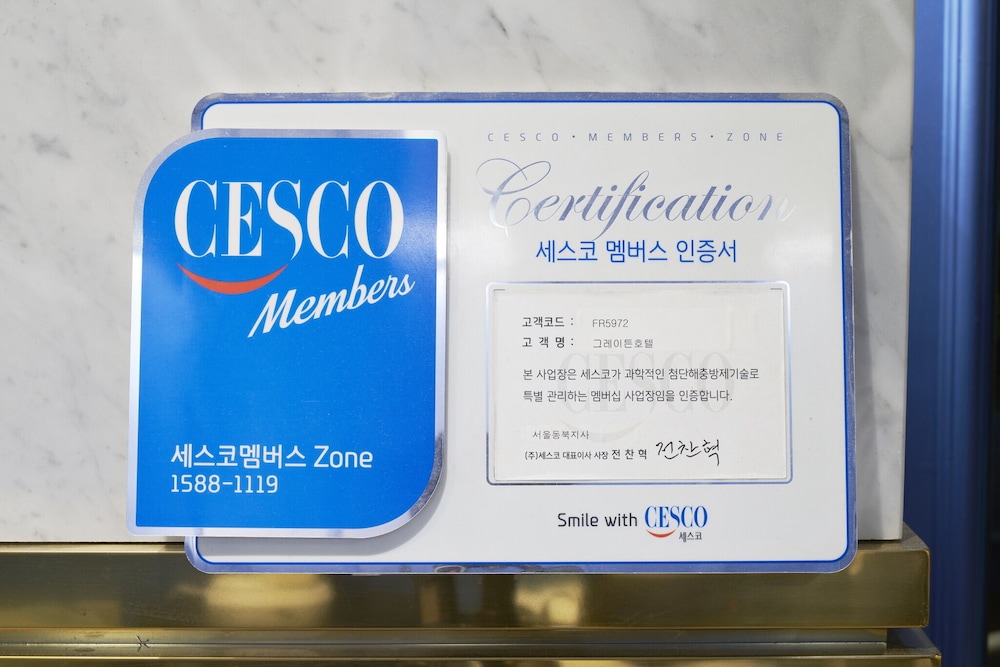 CESCO
Members
세스코멤버스 Zone
1588-1119
CESCO · MEMBERS · ZONE
Certification
세스코 멤버스 인증서
고객코드 : FR5972
고 객 명 : 그레이튼호텔
CESCO
본 사업장은 세스코가 과학적인 첨단해충방제기술로
특별 관리하는 멤버십 사업장임을 인증합니다.
서울동북지사
(주)세스코 대표이사 사장 전 찬 혁 전찬혁
Smile with CESCO
세스코